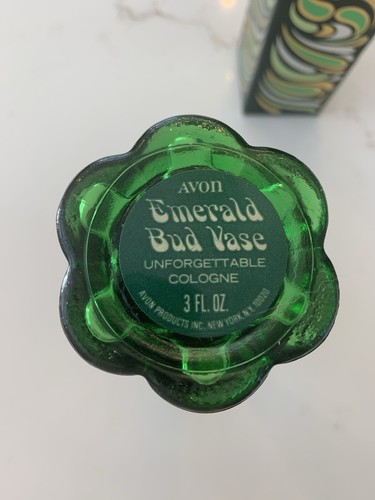 AVON
Emerald
Bud Vase
UNFORGETTABLE
COLOGNE
3 FL. OZ.
AVON PRODUCTS INC. NEW YORK, N.Y. 10020